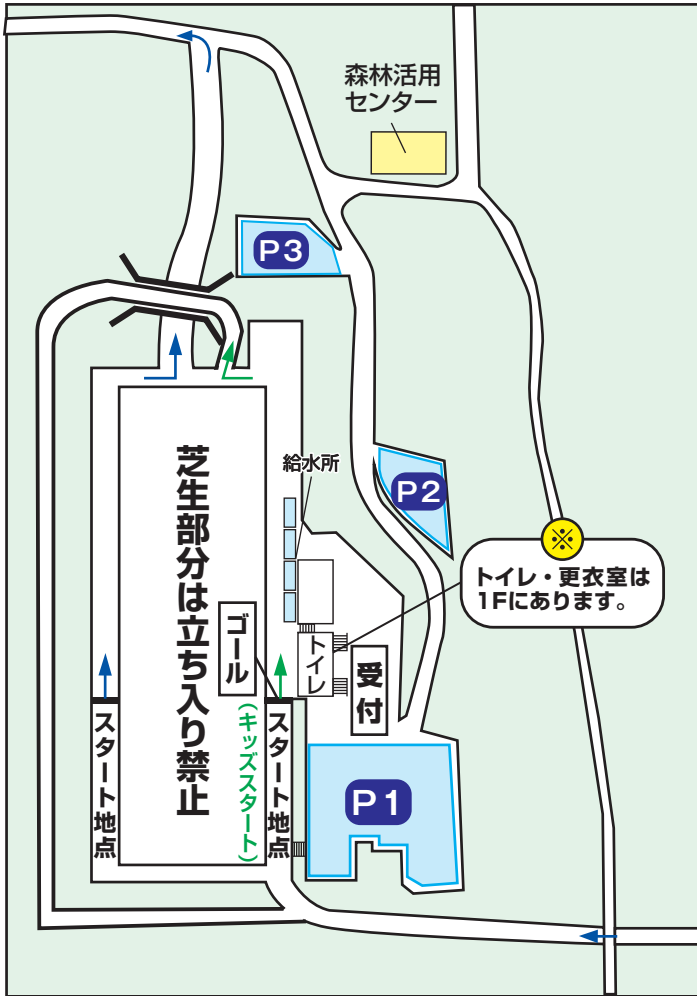 森林活用
センター
P3
給水所
P2
※
トイレ・更衣室は
1Fにあります。
芝生部分は立ち入り禁止
ゴール
トイレ
受付
スタート地点
(キッズスタート)
スタート地点
P1